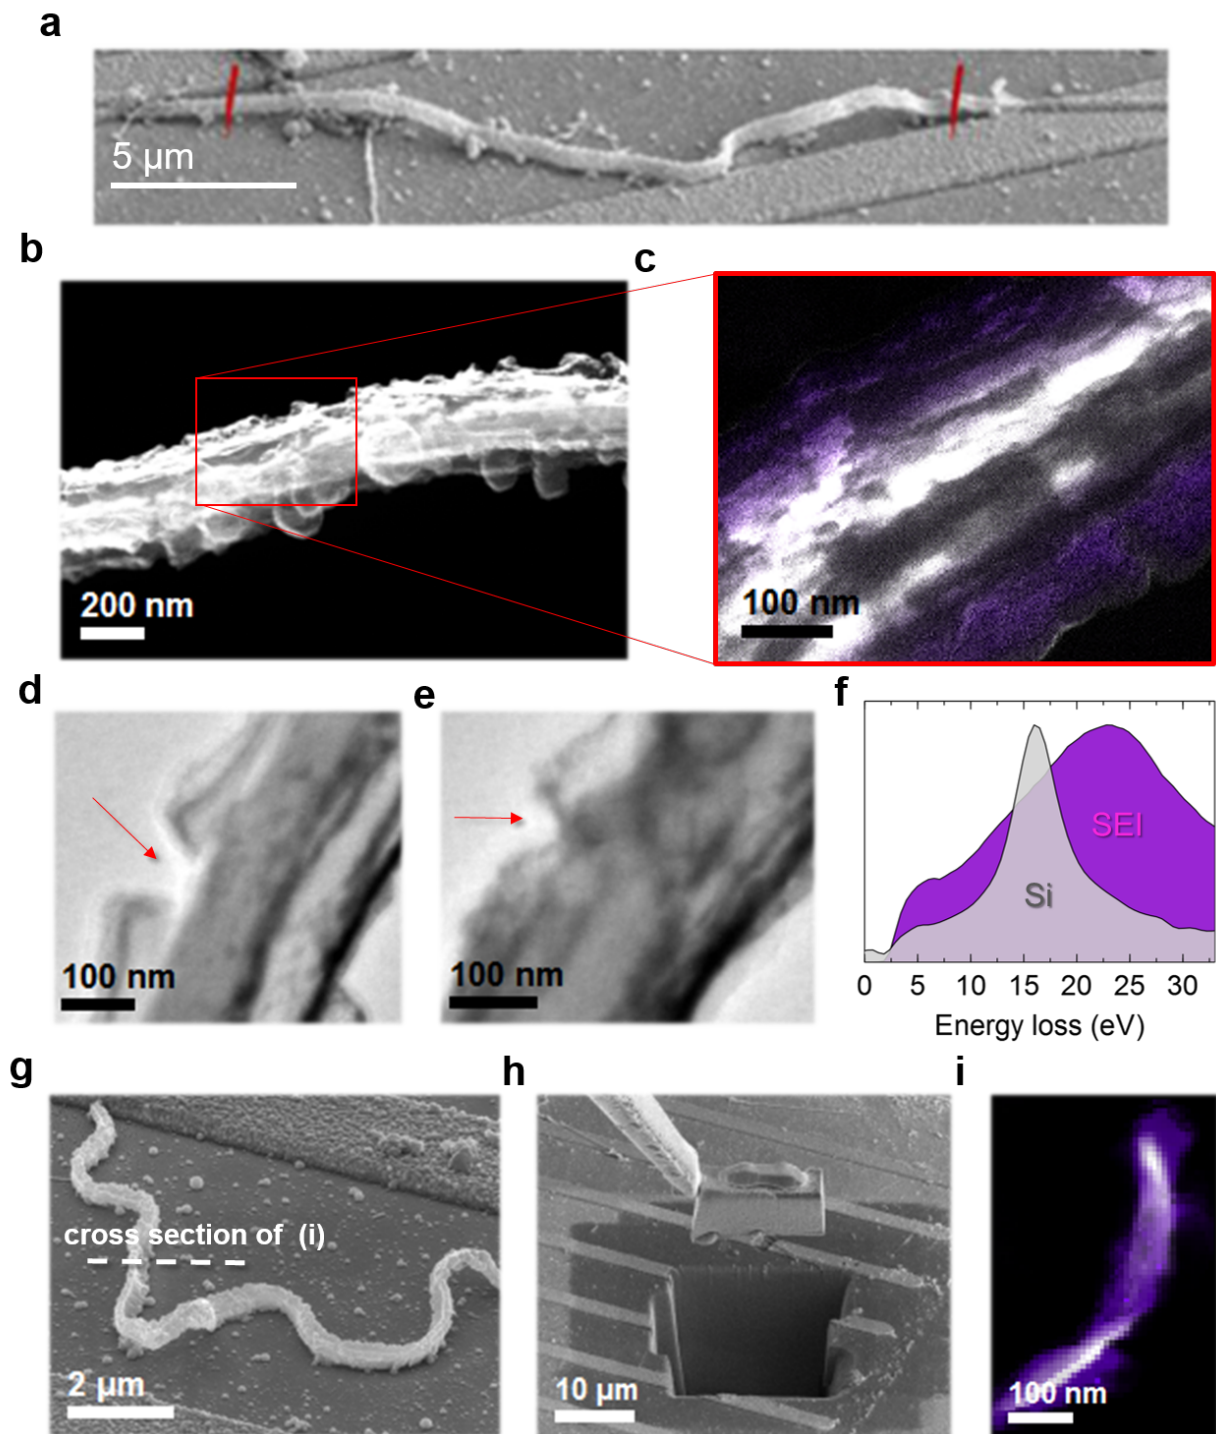 a
5 μm
b
c
200 nm
100 nm
d
e
f
100 nm
100 nm
SEI
Si
0 5 10 15 20 25 30
Energy loss (eV)
g
h
i
cross section of (i)
2 μm
10 μm
100 nm